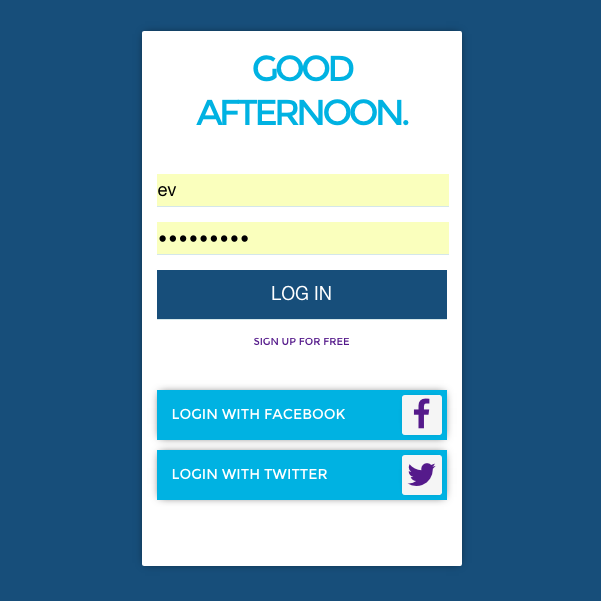 GOOD
AFTERNOON.
ev
•••••••••
LOG IN
SIGN UP FOR FREE
LOGIN WITH FACEBOOK
LOGIN WITH TWITTER